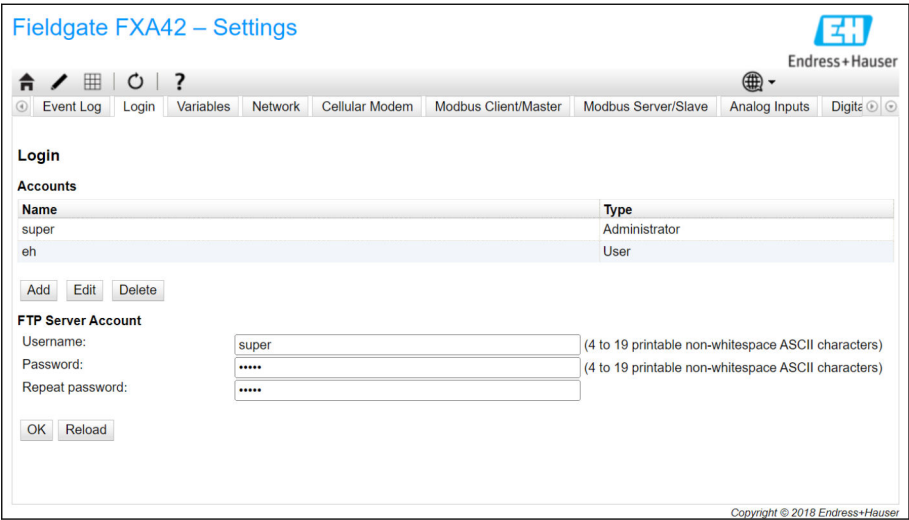 Fieldgate FXA42 – Settings
EH
Endress+Hauser
?
Event Log Login Variables Network Cellular Modem Modbus Client/Master Modbus Server/Slave Analog Inputs Digita
Login
Accounts
Name Type
super Administrator
eh User
Add Edit Delete
FTP Server Account
Username: super (4 to 19 printable non-whitespace ASCII characters)
Password: ••••• (4 to 19 printable non-whitespace ASCII characters)
Repeat password: •••••
OK Reload
Copyright © 2018 Endress+Hauser